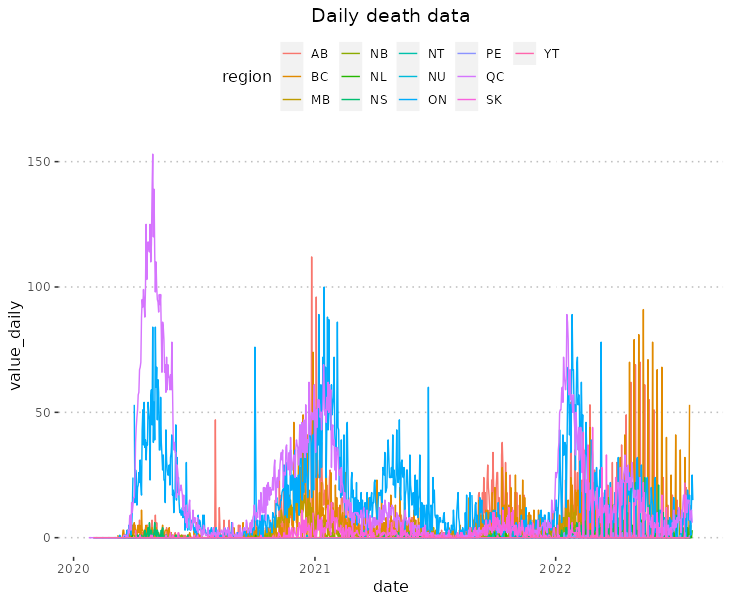 Daily death data
region
AB NB NT PE YT
BC NL NU QC
MB NS ON SK
value_daily
150
100
50
0
2020 2021 2022
date